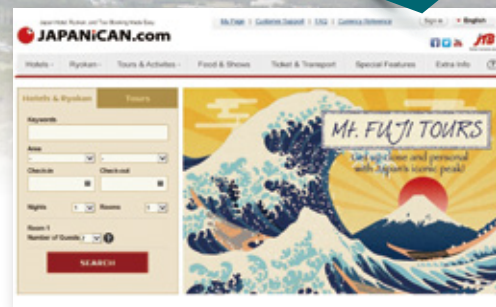 Japan Hotel, Ryokan, and Tour Booking Made Easy.
My Page | Customer Support | FAQ | Currency Reference
Sign in
English
JAPANiCAN.com
JTB
Hotels
Ryokan
Tours & Activities
Food & Shows
Ticket & Transport
Special Features
Extra Info
Hotels & Ryokan
Tours
Keywords
Area
Check-in
Check-out
Nights
1
Rooms
1
Room 1
Number of Guests
?
SEARCH
Mt. FUJI TOURS
Get up close and personal
with Japan's iconic peak!